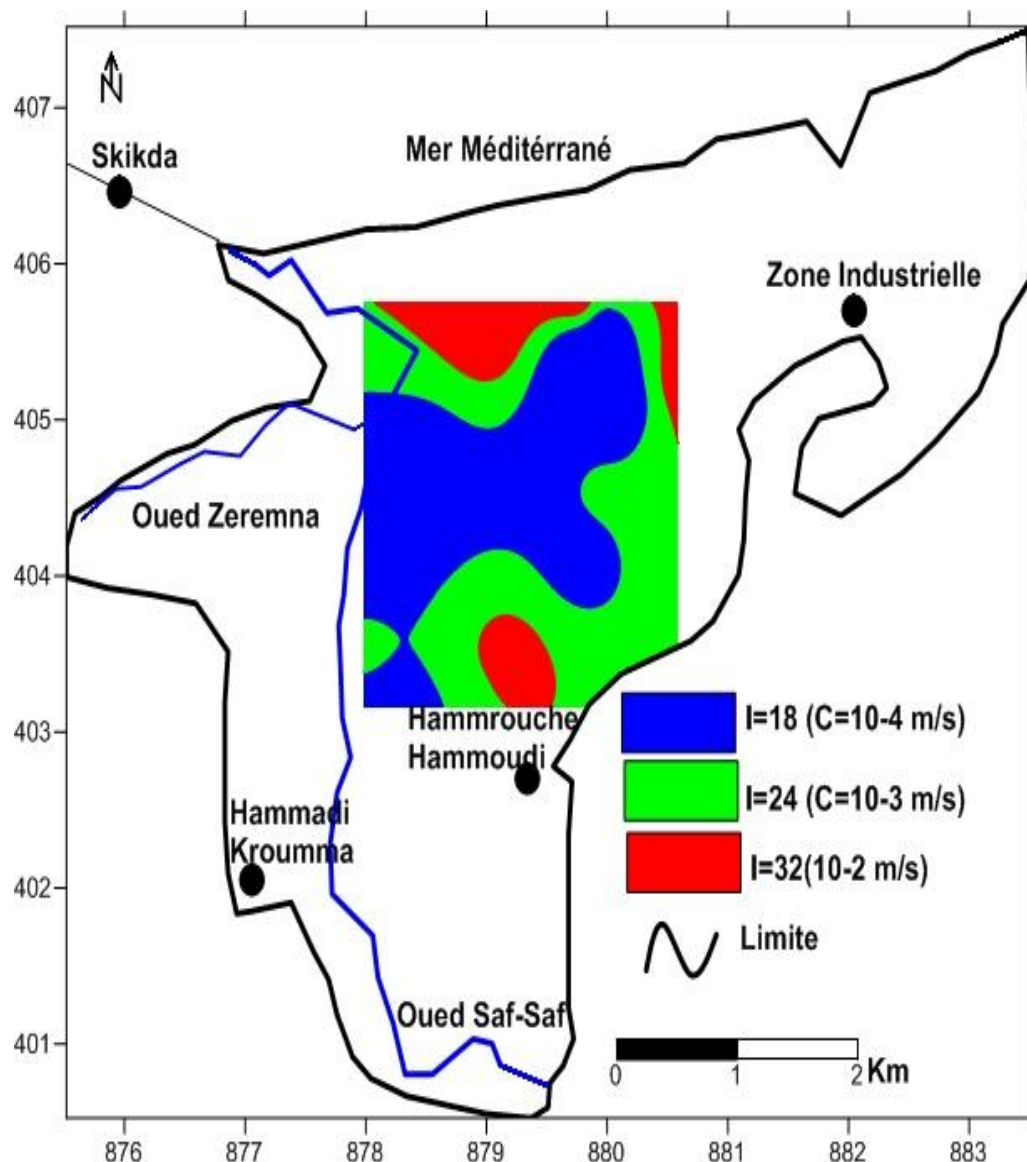 N
407
Skikda
Mer Méditérrané
406
Zone Industrielle
405
Oued Zeremna
404
403
Hammrouche
Hammoudi
I=18 (C=10-4 m/s)
I=24 (C=10-3 m/s)
Hammadi
Kroumma
I=32(10-2 m/s)
402
Limite
401
Oued Saf-Saf
0 1 2 Km
876 877 878 879 880 881 882 883